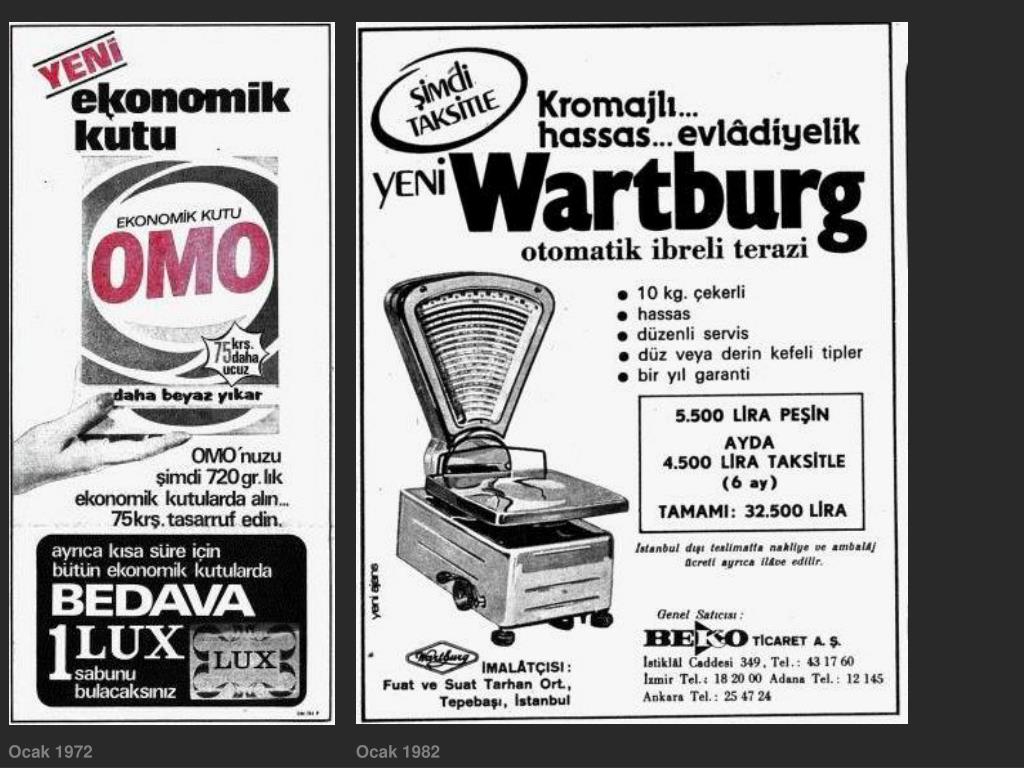 YENİ
ekonomik
kutu
EKONOMİK KUTU
OMO
75 krş.
daha
ucuz
daha beyaz yıkar
OMO'nuzu
şimdi 720 gr. lık
ekonomik kutularda alın...
75 krş. tasarruf edin.
ayrıca kısa süre için
bütün ekonomik kutularda
BEDAVA
1 LUX
sabunu
bulacaksınız
LUX
Ocak 1972
ŞİMDİ
TAKSİTLE
Kromajlı...
hassas... evlâdiyelik
YENİ Wartburg
otomatik ibreli terazi
● 10 kg. çekerli
● hassas
● düzenli servis
● düz veya derin kefeli tipler
● bir yıl garanti
5.500 LİRA PEŞİN
AYDA
4.500 LİRA TAKSİTLE
(6 ay)
TAMAMI: 32.500 LİRA
İstanbul dışı teslimatta nakliye ve ambalâj
ücreti ayrıca ilâve edilir.
yeni ajans
Wartburg
İMALÂTÇISI:
Fuat ve Suat Tarhan Ort.,
Tepebaşı, İstanbul
Genel Satıcısı:
BEKO TİCARET A. Ş.
İstiklâl Caddesi 349, Tel.: 43 17 60
İzmir Tel.: 18 20 00 Adana Tel.: 12 145
Ankara Tel.: 25 47 24
Ocak 1982